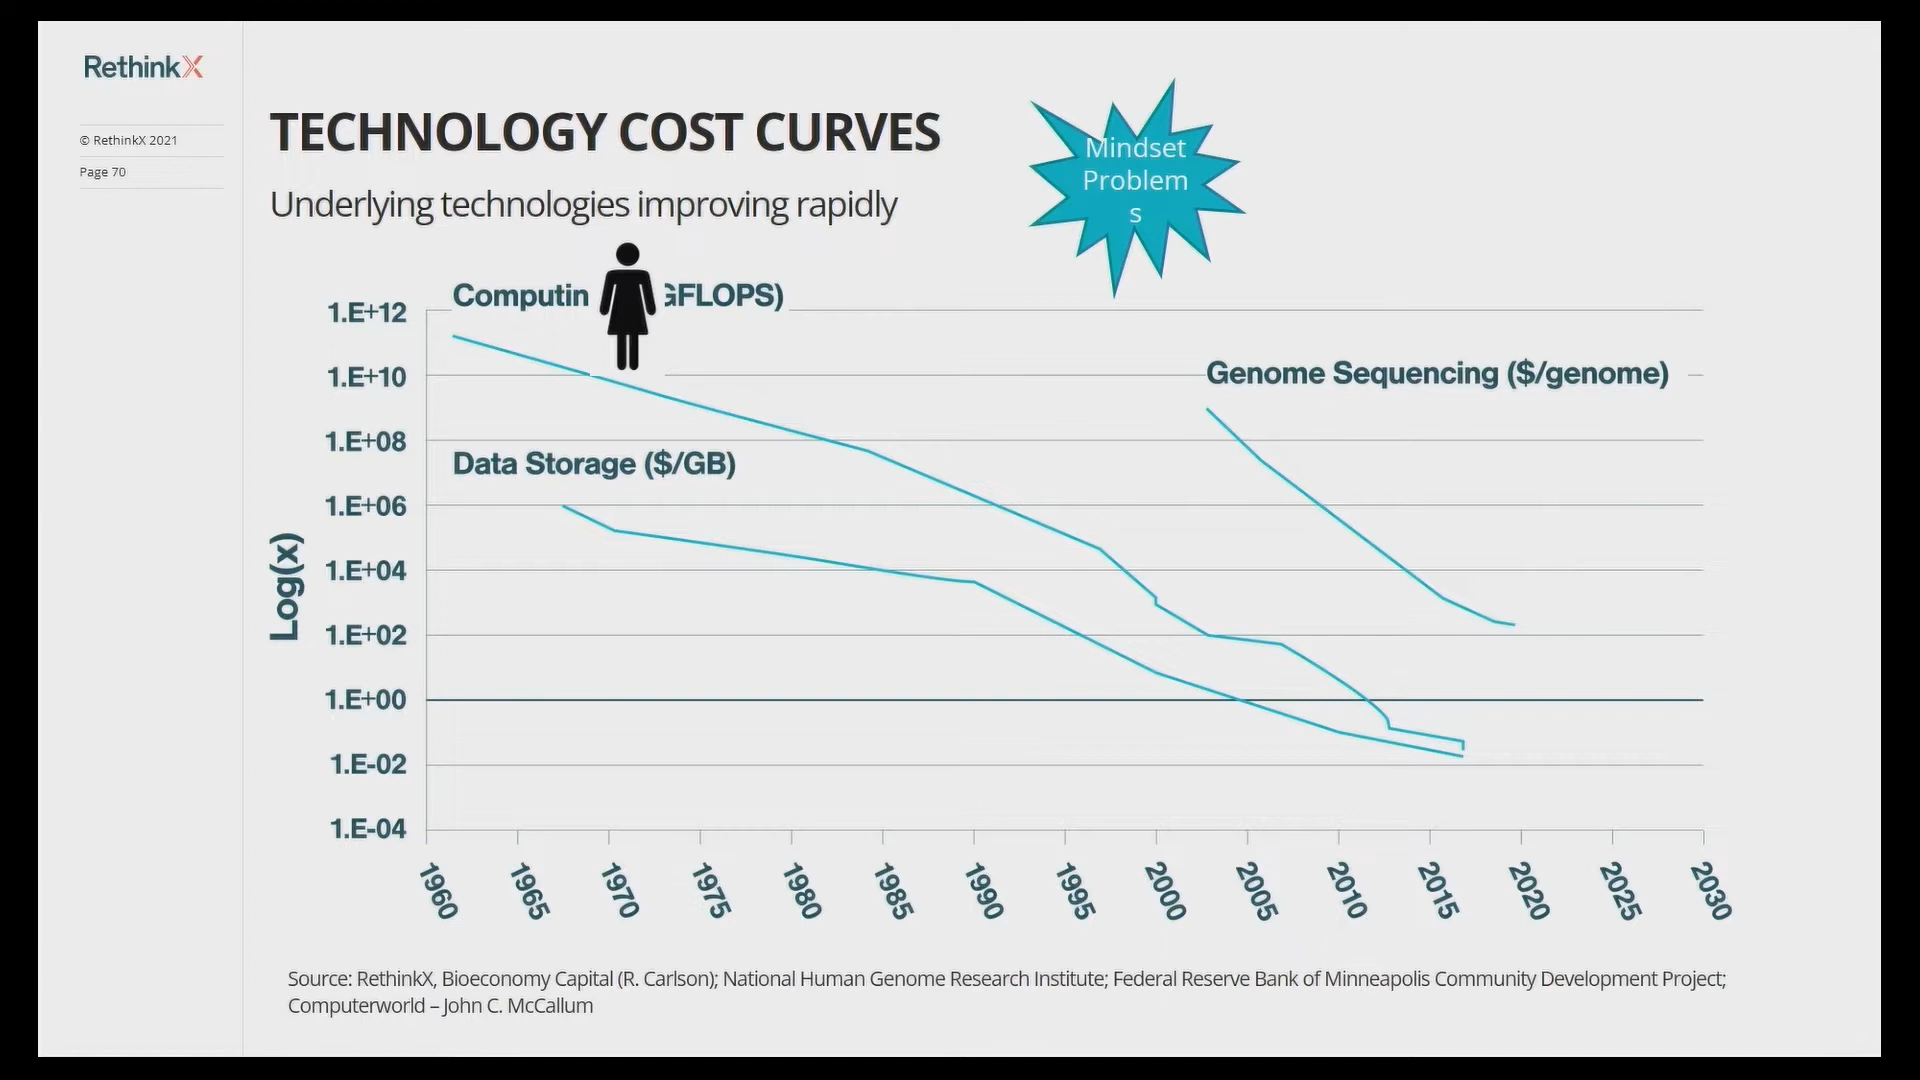 RethinkX
© RethinkX 2021
Page 70
TECHNOLOGY COST CURVES
Underlying technologies improving rapidly
Mindset
Problem
s
Computin GFLOPS)
Genome Sequencing ($/genome)
Data Storage ($/GB)
Log(x)
1.E+12
1.E+10
1.E+08
1.E+06
1.E+04
1.E+02
1.E+00
1.E-02
1.E-04
1960
1965
1970
1975
1980
1985
1990
1995
2000
2005
2010
2015
2020
2025
2030
Source: RethinkX, Bioeconomy Capital (R. Carlson); National Human Genome Research Institute; Federal Reserve Bank of Minneapolis Community Development Project;
Computerworld – John C. McCallum